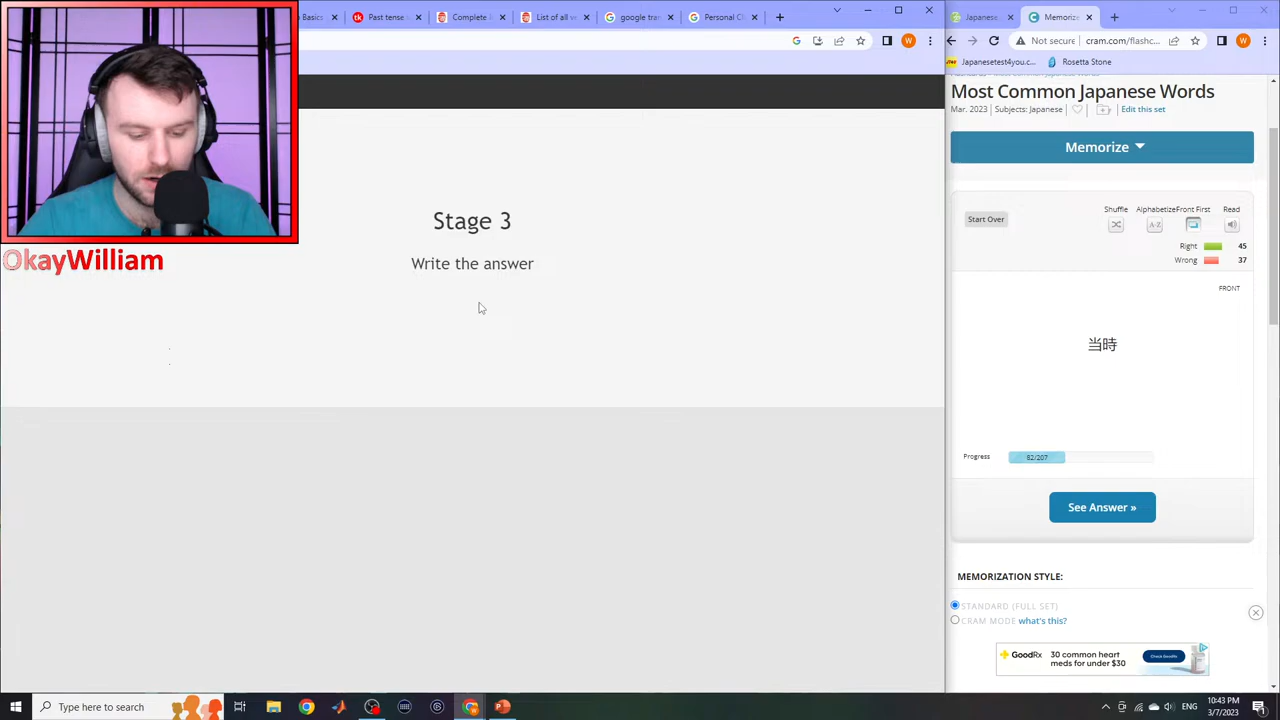 Basics
Past tense
Complete
List of all v
google tran
Personal Cl
Japanese
Memorize
Not secure
cram.com/flashc...
Japanesetest4you.c...
Rosetta Stone
Most Common Japanese Words
Mar. 2023
Subjects: Japanese
Edit this set
Memorize
Start Over
Shuffle
Alphabetize
Front First
Read
Right 45
Wrong 37
FRONT
当時
Progress
82/207
See Answer »
MEMORIZATION STYLE:
STANDARD (FULL SET)
CRAM MODE what's this?
GoodRx
30 common heart
meds for under $30
Stage 3
Write the answer
OkayWilliam
Type here to search
ENG
10:43 PM
3/7/2023